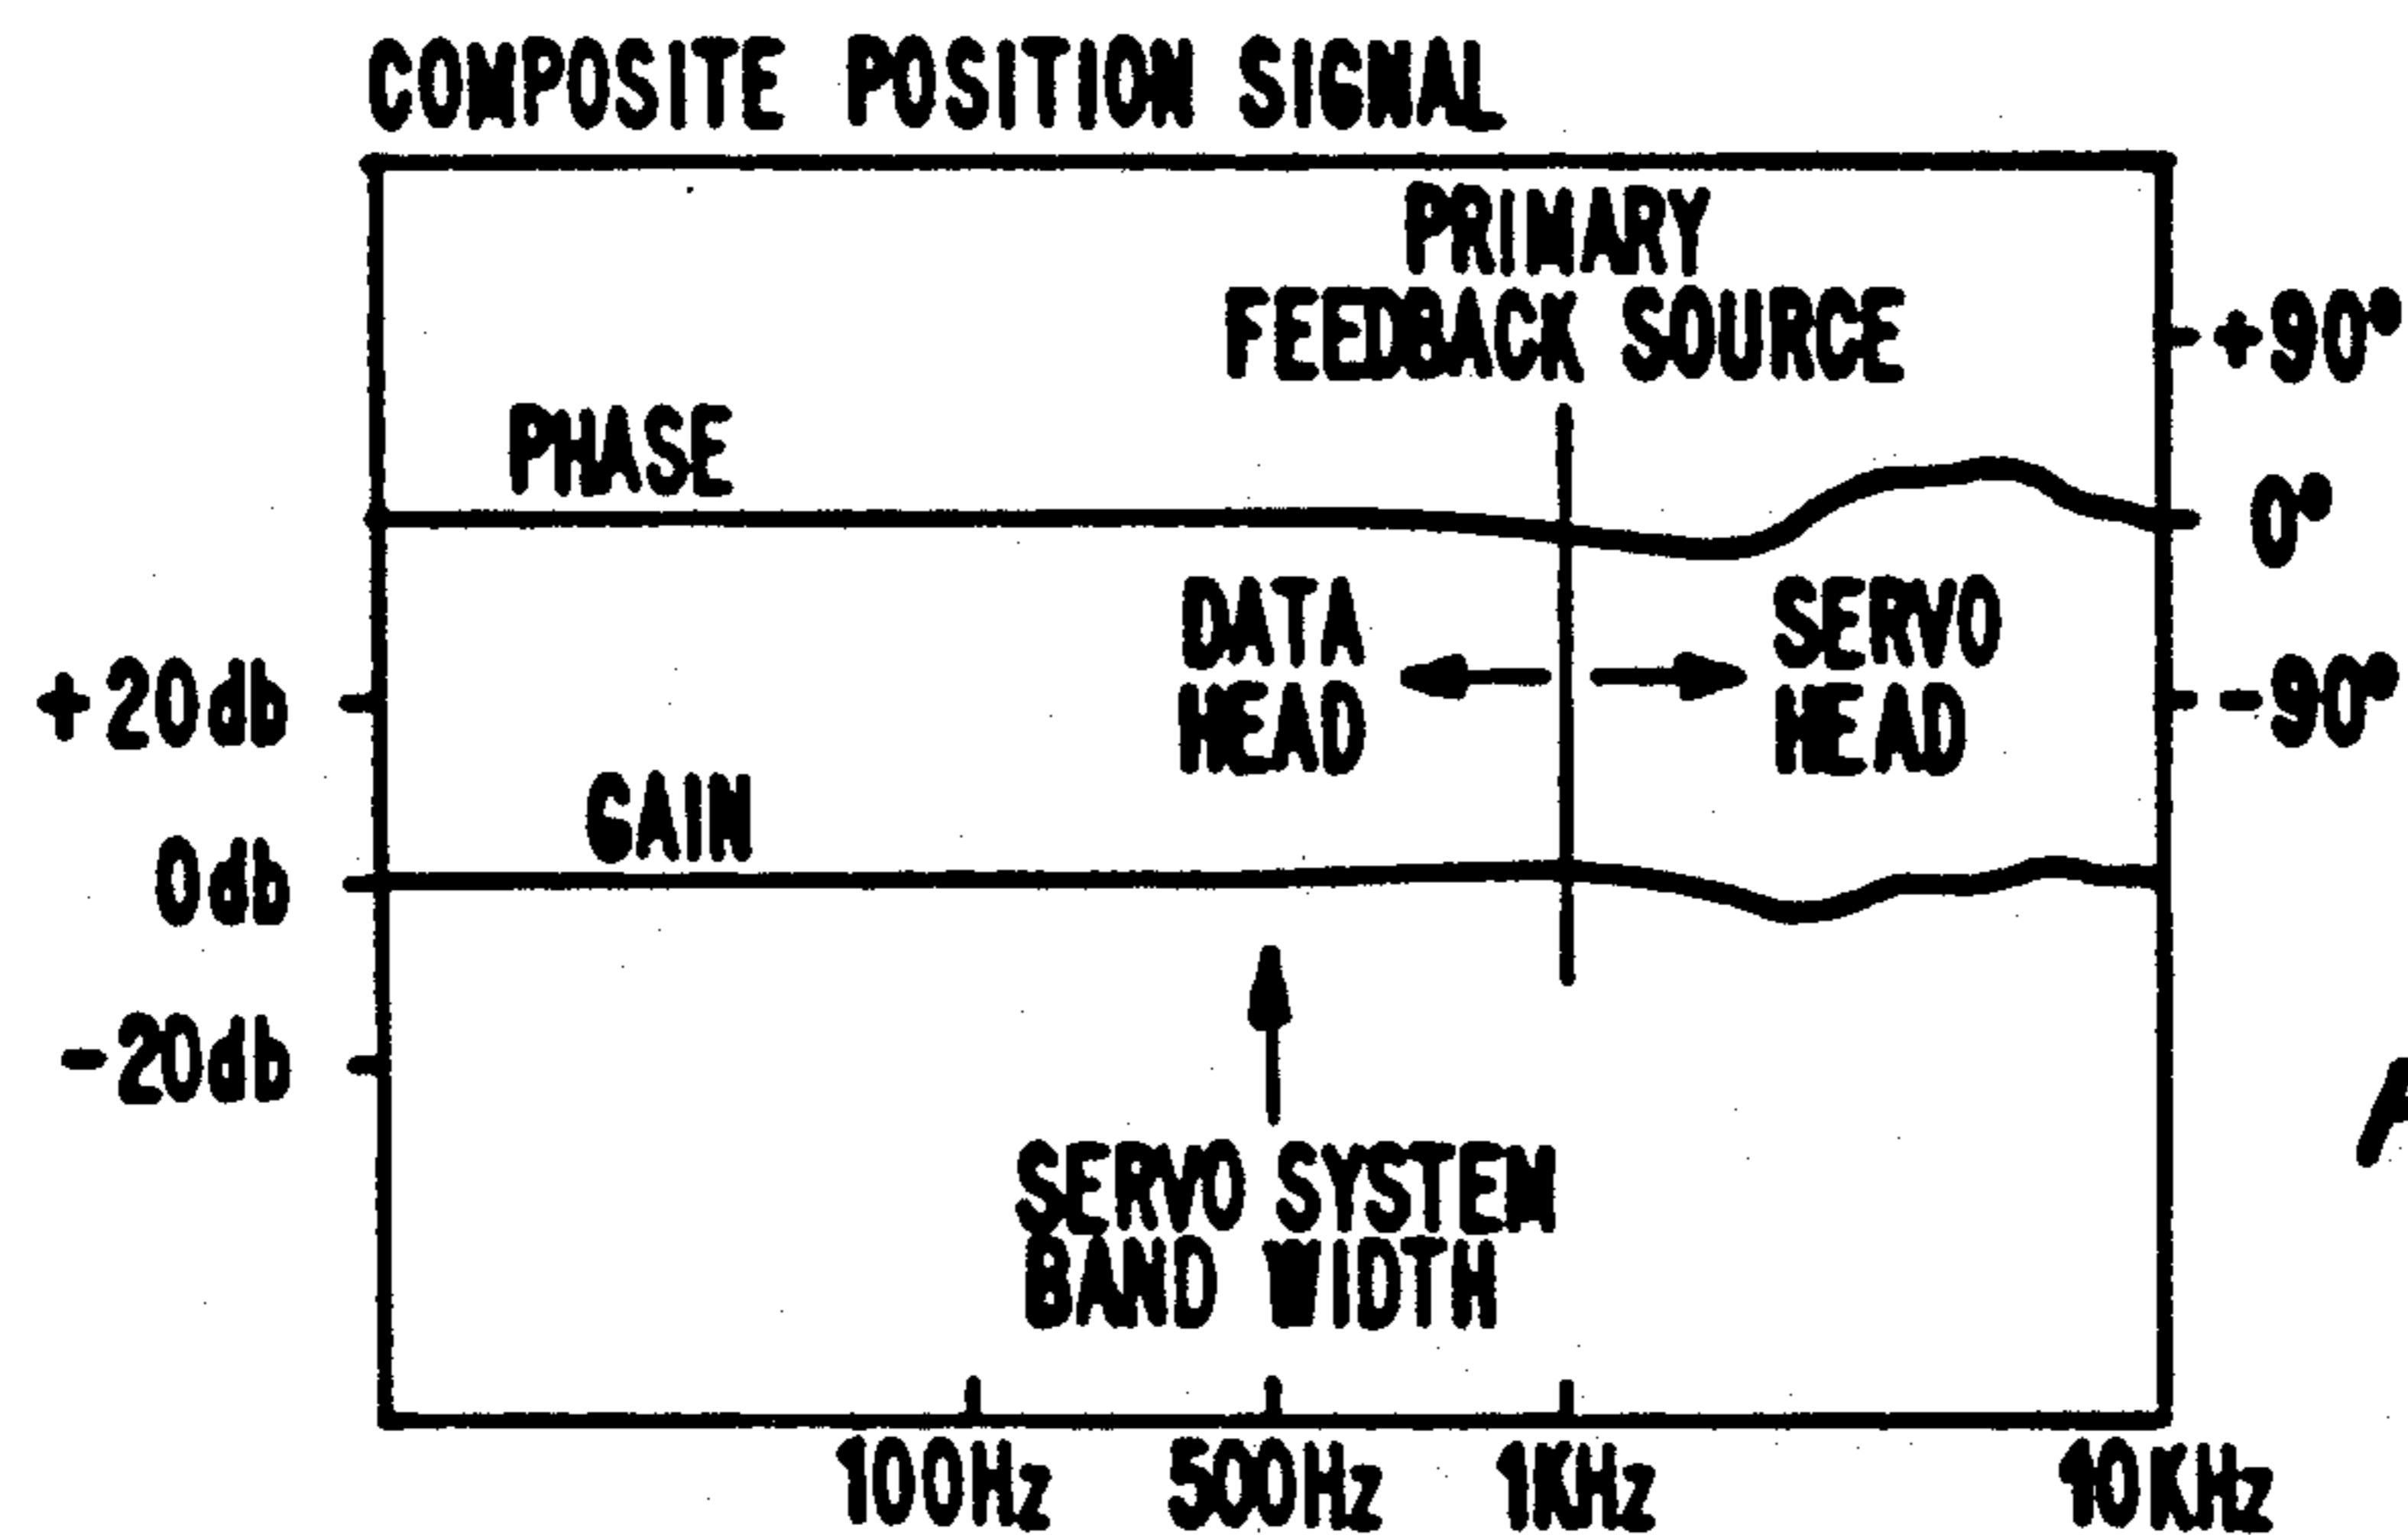 COMPOSITE POSITION SIGNAL
PRIMARY
FEEDBACK SOURCE
+90°
PHASE
0°
DATA
HEAD
SERVO
HEAD
+20db
-90°
GAIN
0db
-20db
SERVO SYSTEM
BAND WIDTH
100Hz 500Hz 1KHz 10KHz